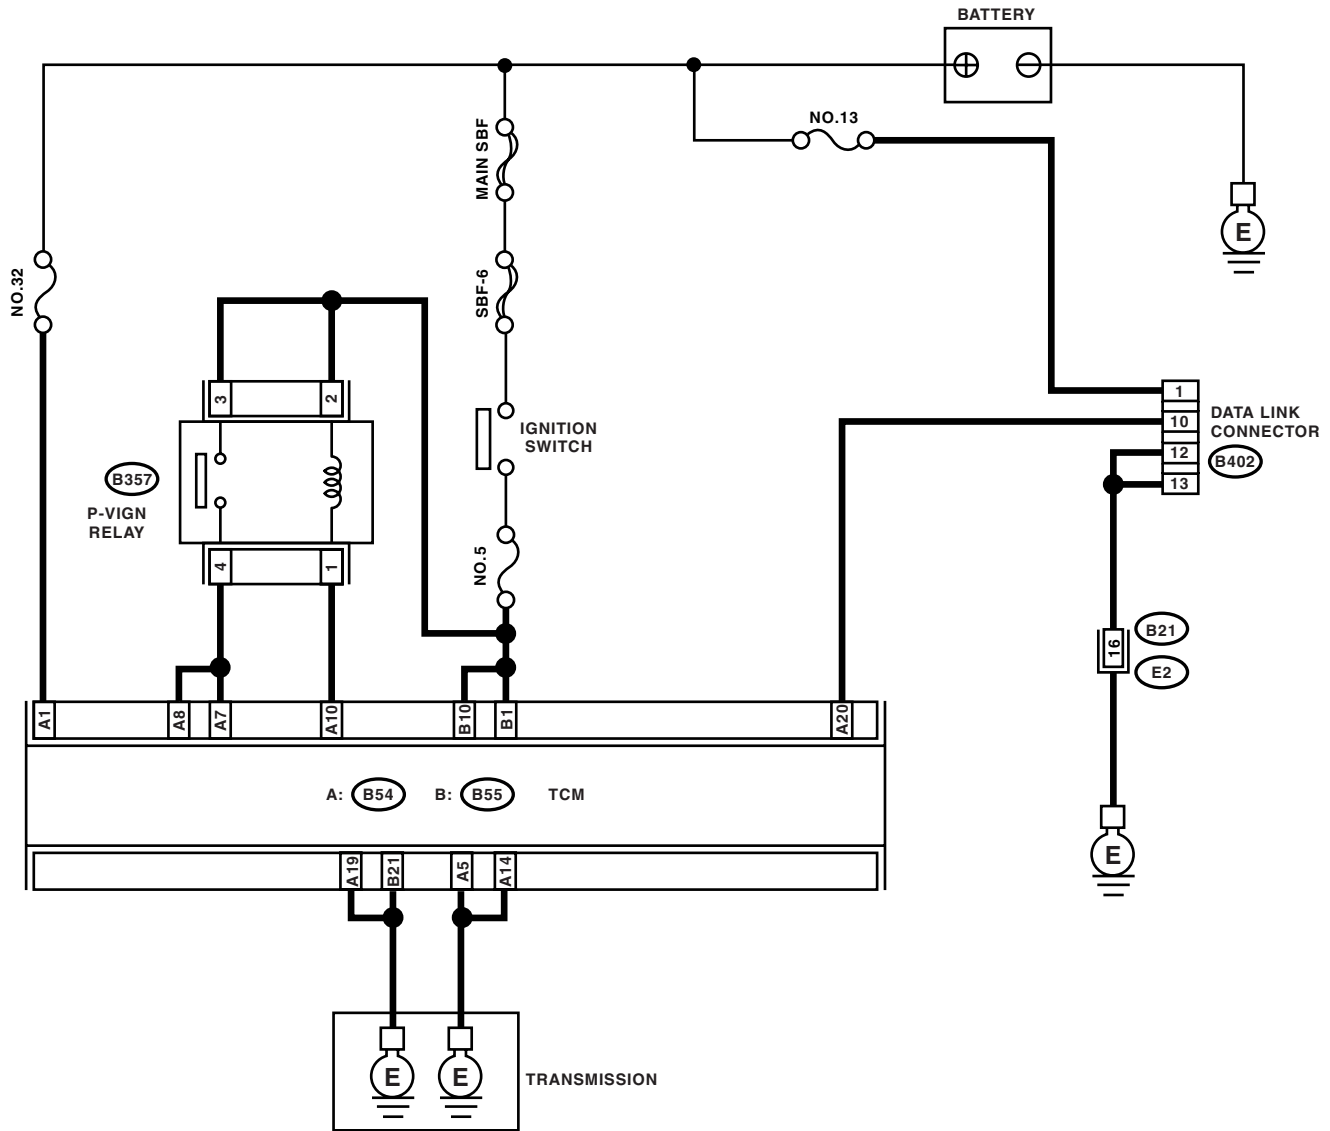 BATTERY
NO.13
MAIN SBF
E
NO.32
SBF-6
3
2
1
10
12
13
DATA LINK
CONNECTOR
B402
IGNITION
SWITCH
B357
P-VIGN
RELAY
4
1
NO.5
16
B21
E2
A1
A8
A7
A10
B10
B1
A20
A: B54 B: B55 TCM
E
A19
B21
A5
A14
E
E
TRANSMISSION